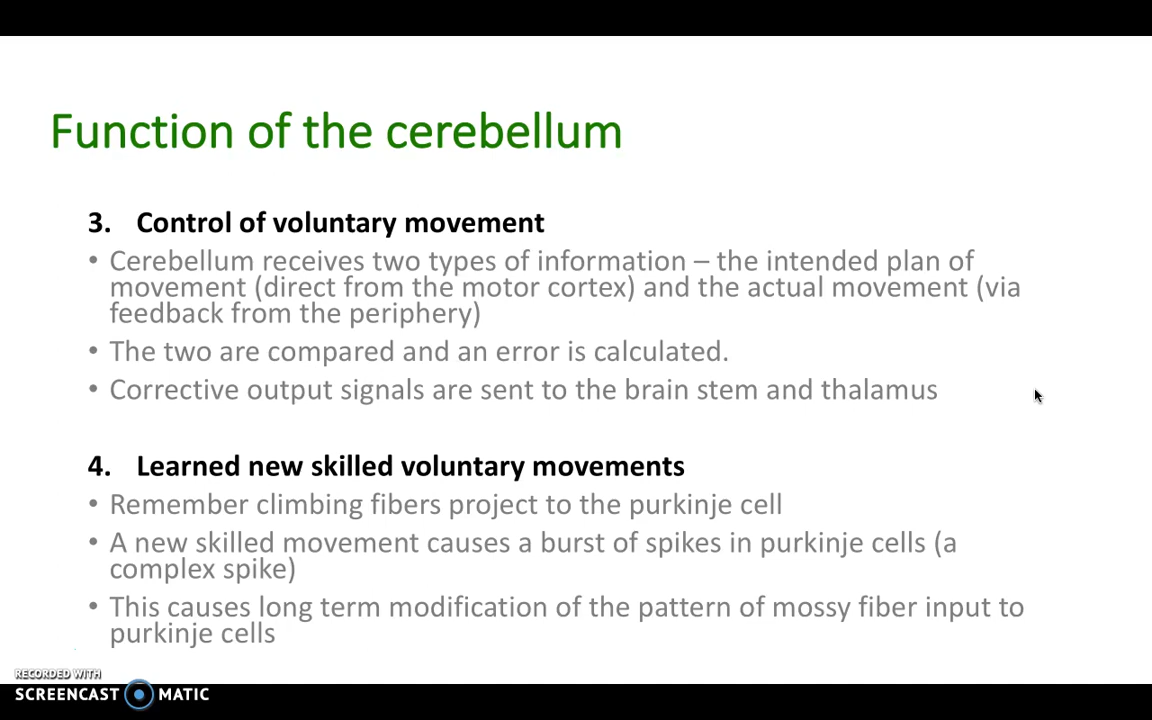 Function of the cerebellum
3. Control of voluntary movement
• Cerebellum receives two types of information – the intended plan of
movement (direct from the motor cortex) and the actual movement (via
feedback from the periphery)
• The two are compared and an error is calculated.
• Corrective output signals are sent to the brain stem and thalamus
4. Learned new skilled voluntary movements
• Remember climbing fibers project to the purkinje cell
• A new skilled movement causes a burst of spikes in purkinje cells (a
complex spike)
• This causes long term modification of the pattern of mossy fiber input to
purkinje cells
RECORDED WITH
SCREENCAST MATIC